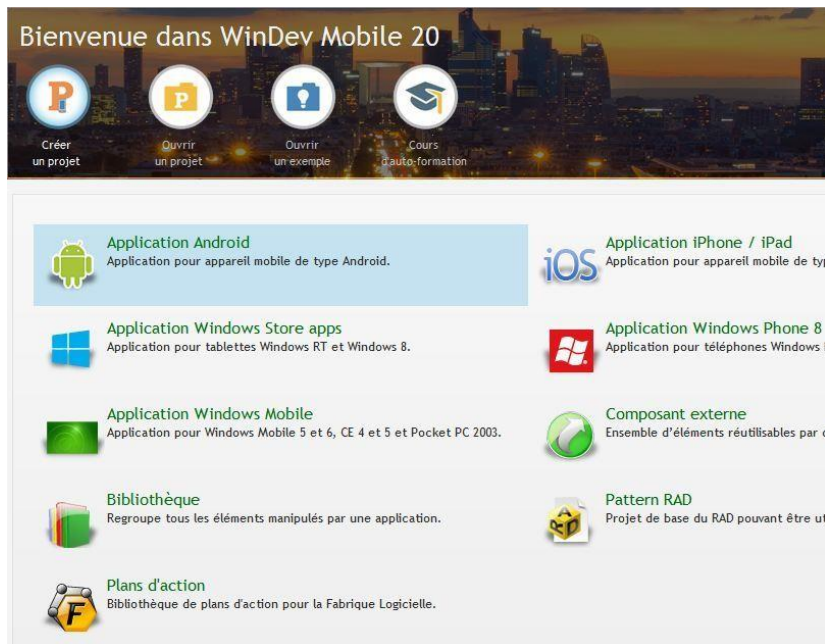 Bienvenue dans WinDev Mobile 20
Créer
un projet
Ouvrir
un projet
Ouvrir
un exemple
Cours
d'auto-formation
Application Android
Application pour appareil mobile de type Android.
iOS
Application iPhone / iPad
Application pour appareil mobile de
Application Windows Store apps
Application pour tablettes Windows RT et Windows 8.
Application Windows Phone 8
Application pour téléphones Windows
Application Windows Mobile
Application pour Windows Mobile 5 et 6, CE 4 et 5 et Pocket PC 2003.
Composant externe
Ensemble d'éléments réutilisables par
Bibliothèque
Regroupe tous les éléments manipulés par une application.
RAD
Pattern RAD
Projet de base du RAD pouvant être
Plans d'action
Bibliothèque de plans d'action pour la Fabrique Logicielle.